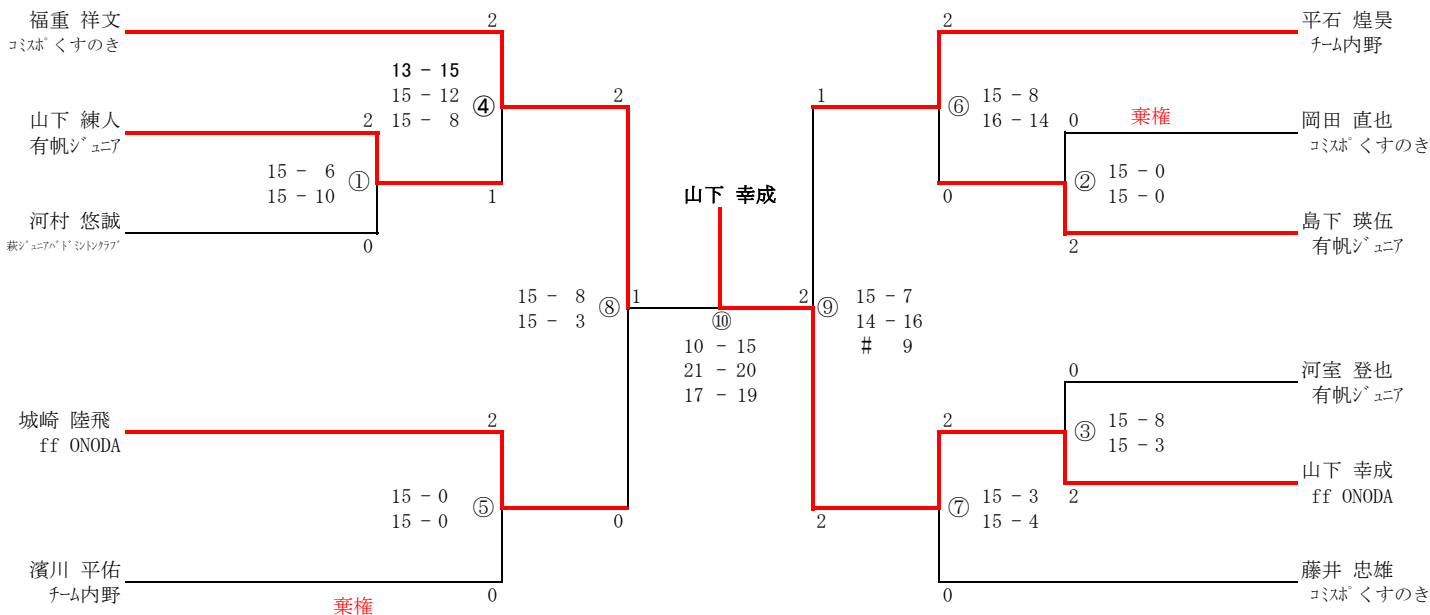 福重 祥文
コミスポくすのき
2
13 - 15
15 - 12
15 - 8
④
山下 練人
有帆ジュニア
2
15 - 6
15 - 10
①
1
河村 悠誠
萩ジュニアバドミントンクラブ
0
2
15 - 8
15 - 3
⑧
1
城崎 陸飛
ff ONODA
2
15 - 0
15 - 0
⑤
0
濱川 平佑
チーム内野
0
棄権
山下 幸成
⑩
10 - 15
21 - 20
17 - 19
2
⑨
15 - 7
14 - 16
# 9
1
2
平石 煌昊
チーム内野
2
⑥
15 - 8
16 - 14
0
棄権
岡田 直也
コミスポくすのき
0
②
15 - 0
15 - 0
島下 瑛伍
有帆ジュニア
2
河室 登也
有帆ジュニア
0
2
③
15 - 8
15 - 3
山下 幸成
ff ONODA
2
⑦
15 - 3
15 - 4
藤井 忠雄
コミスポくすのき
0